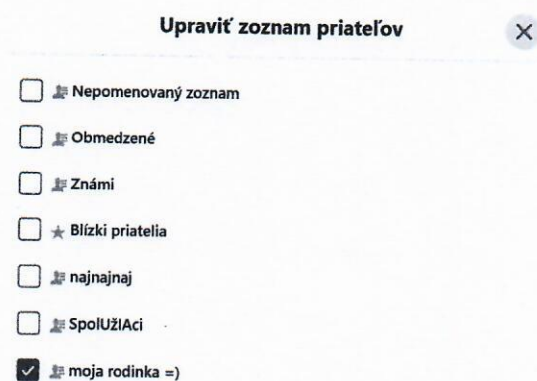 Upraviť zoznam priateľov
Nepomenovaný zoznam
Obmedzené
Známi
Blízki priatelia
najnajnaj
SpolUžIAci
moja rodinka =)